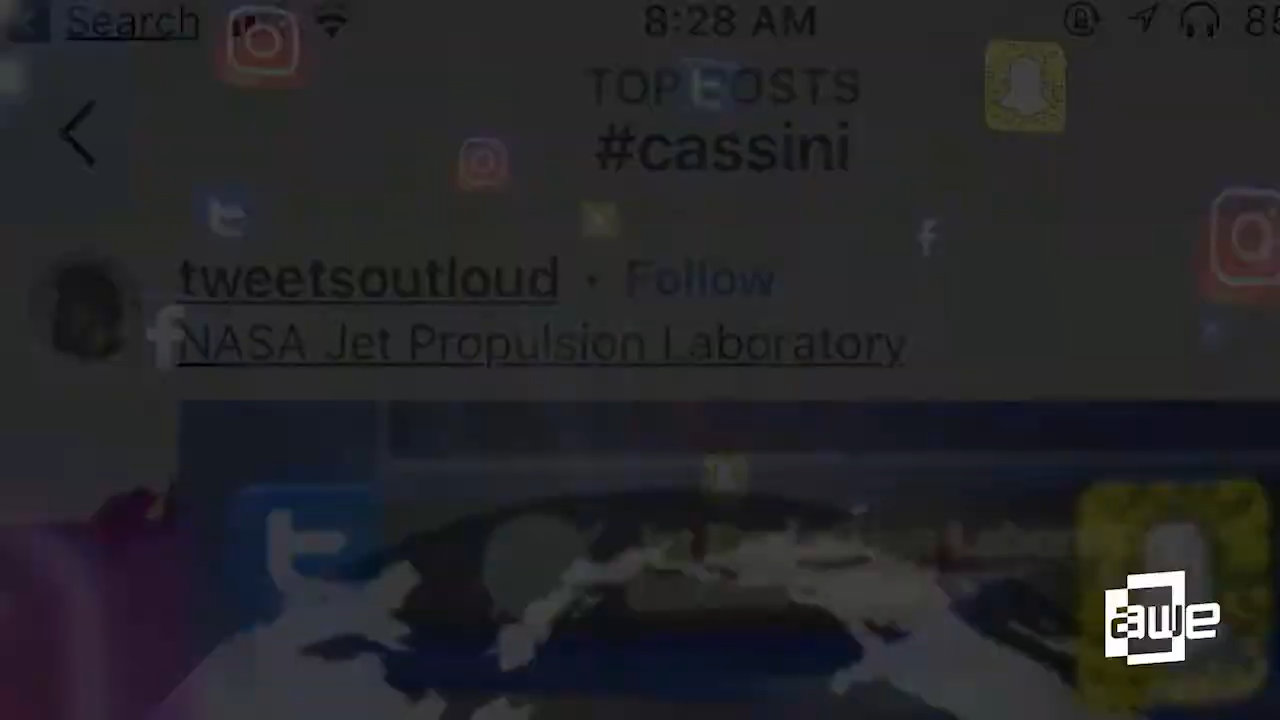 Search
8:28 AM
TOP POSTS
#cassini
tweetsoutloud · Follow
NASA Jet Propulsion Laboratory
awe